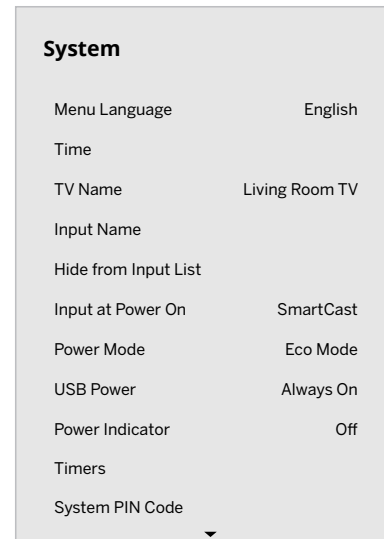 System
Menu Language English
Time
TV Name Living Room TV
Input Name
Hide from Input List
Input at Power On SmartCast
Power Mode Eco Mode
USB Power Always On
Power Indicator Off
Timers
System PIN Code